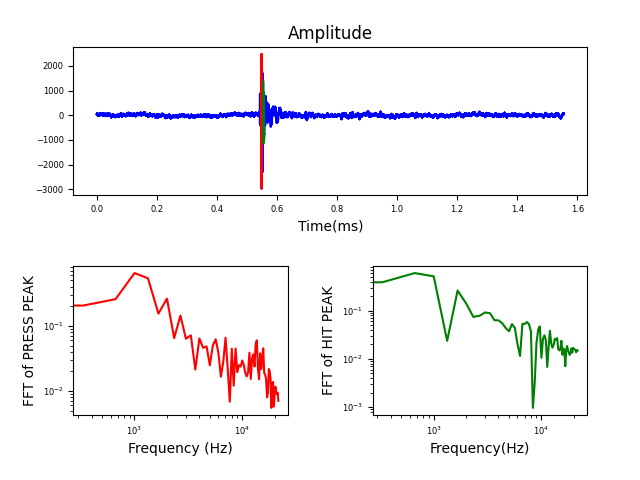 Amplitude
2000
1000
0
−1000
−2000
−3000
0.0 0.2 0.4 0.6 0.8 1.0 1.2 1.4 1.6
Time(ms)
FFT of PRESS PEAK
10⁻¹
10⁻²
10³ 10⁴
Frequency (Hz)
FFT of HIT PEAK
10⁻¹
10⁻²
10⁻³
10³ 10⁴
Frequency(Hz)